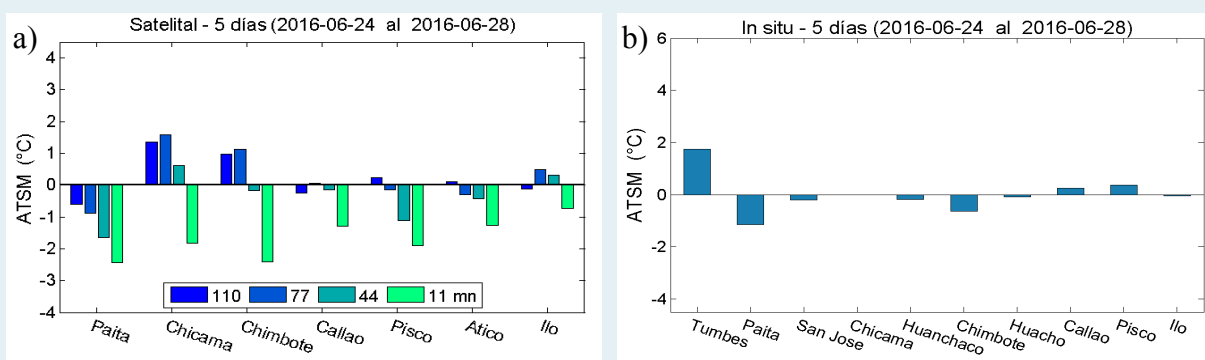 a)
Satelital - 5 días (2016-06-24 al 2016-06-28)
ATSM (°C)
4
3
2
1
0
-1
-2
-3
-4
110 77 44 11 mn
Paita Chicama Chimbote Callao Pisco Atico Ilo
b)
In situ - 5 días (2016-06-24 al 2016-06-28)
ATSM (°C)
6
4
2
0
-2
-4
Tumbes Paita San Jose Chicama Huanchaco Chimbote Huacho Callao Pisco Ilo